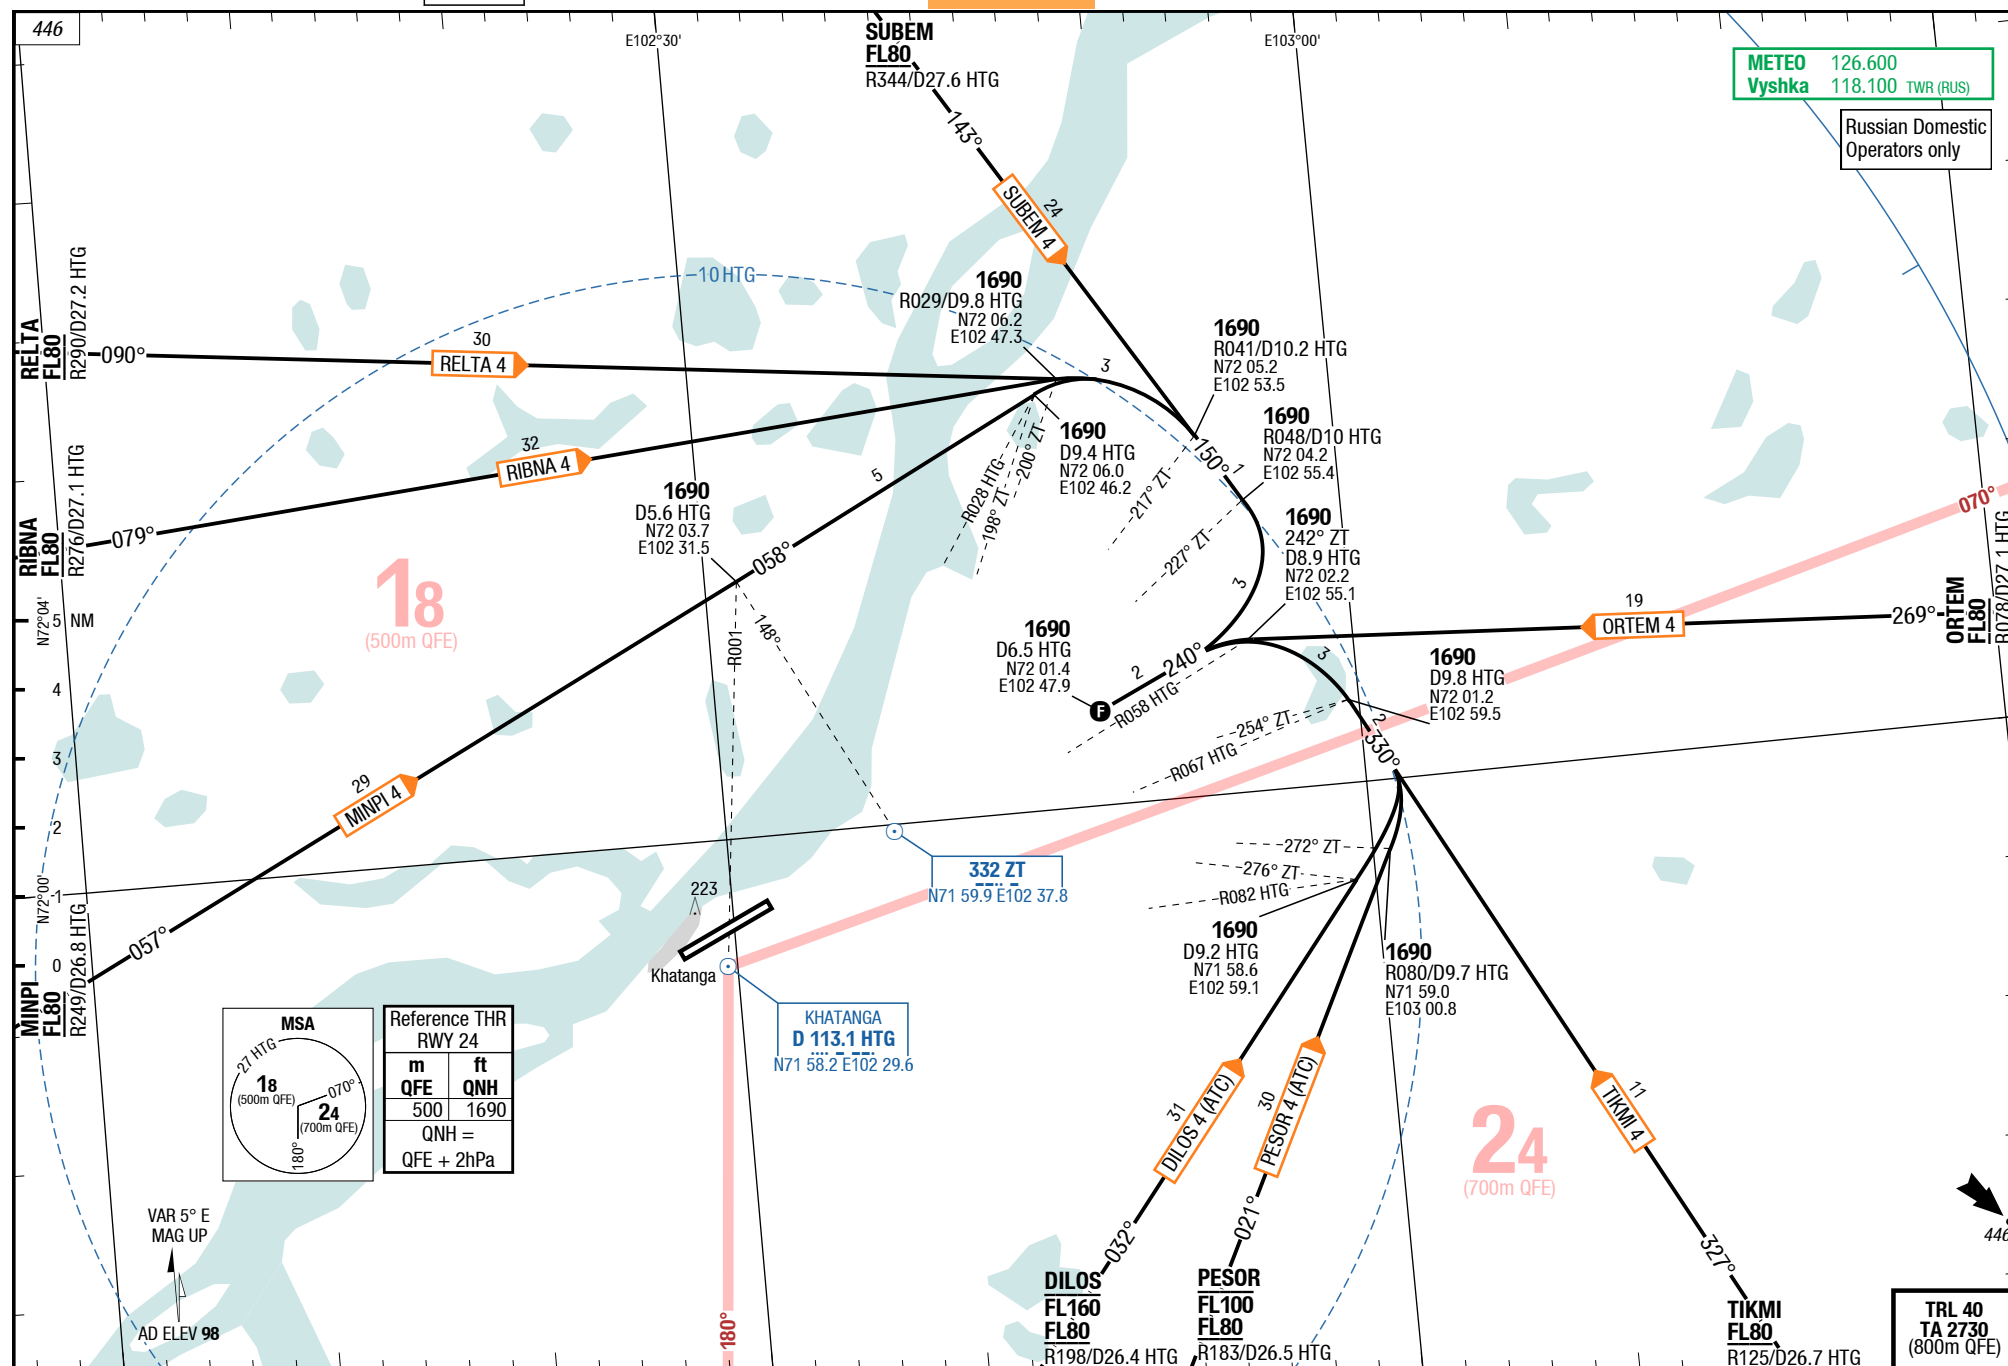 446
E102°30'
E103°00'
SUBEM
FL80
R344/D27.6 HTG
143°
24
SUBEM 4
METEO 126.600
Vyshka 118.100 TWR (RUS)
Russian Domestic
Operators only
10 HTG
RELTA
FL80
R290/D27.2 HTG
090°
30
RELTA 4
1690
R029/D9.8 HTG
N72 06.2
E102 47.3
3
1690
R041/D10.2 HTG
N72 05.2
E102 53.5
1690
R048/D10 HTG
N72 04.2
E102 55.4
150°
1
217° ZT
227° ZT
RIBNA
FL80
R276/D27.1 HTG
079°
32
RIBNA 4
5
1690
D9.4 HTG
N72 06.0
E102 46.2
R028 HTG
198° ZT
200° ZT
1690
D5.6 HTG
N72 03.7
E102 31.5
058°
148°
R001
1690
242° ZT
D8.9 HTG
N72 02.2
E102 55.1
3
070°
18
(500m QFE)
ORTEM
FL80
R078/D27.1 HTG
269°
19
ORTEM 4
1690
D6.5 HTG
N72 01.4
E102 47.9
F
2
240°
R058 HTG
3
1690
D9.8 HTG
N72 01.2
E102 59.5
254° ZT
R067 HTG
2
330°
N72°04'
5 NM
4
3
2
1
0
N72°00'
29
MINPI 4
057°
MINPI
FL80
R249/D26.8 HTG
332 ZT
N71 59.9 E102 37.8
223
Khatanga
KHATANGA
D 113.1 HTG
N71 58.2 E102 29.6
272° ZT
276° ZT
R082 HTG
1690
D9.2 HTG
N71 58.6
E102 59.1
1690
R080/D9.7 HTG
N71 59.0
E103 00.8
MSA
27 HTG
18
(500m QFE)
070°
24
(700m QFE)
180°
Reference THR
RWY 24
m ft
QFE QNH
500 1690
QNH =
QFE + 2hPa
31
DILOS 4 (ATC)
30
PESOR 4 (ATC)
11
TIKMI 4
24
(700m QFE)
032°
021°
327°
VAR 5° E
MAG UP
AD ELEV 98
180°
DILOS
FL160
FL80
R198/D26.4 HTG
PESOR
FL100
FL80
R183/D26.5 HTG
TIKMI
FL80
R125/D26.7 HTG
446
TRL 40
TA 2730
(800m QFE)